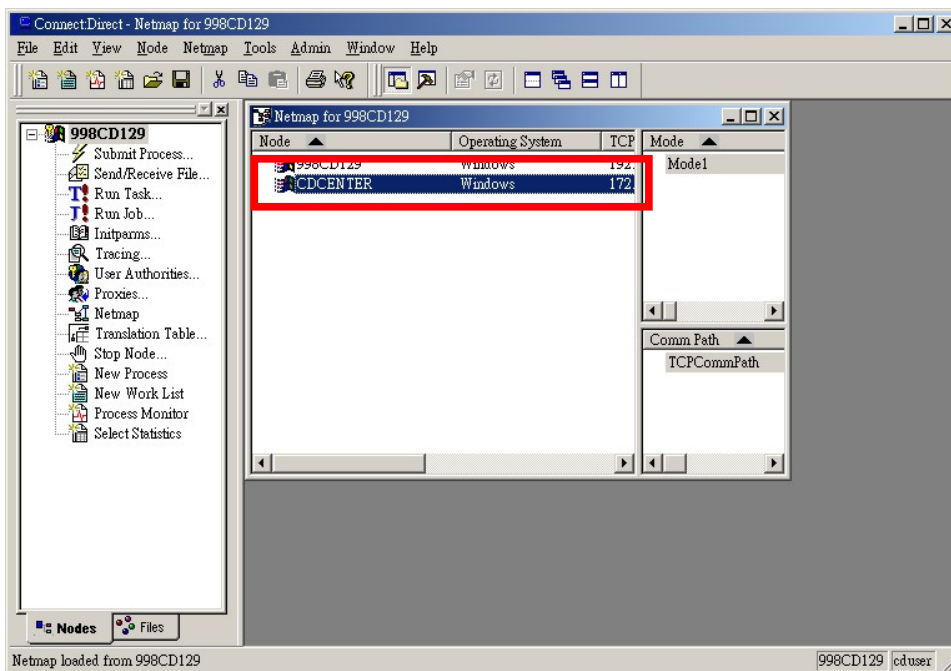 Connect:Direct - Netmap for 998CD129
File Edit View Node Netmap Tools Admin Window Help
998CD129
Submit Process...
Send/Receive File...
Run Task...
Run Job...
Initparms...
Tracing...
User Authorities...
Proxies...
Netmap
Translation Table...
Stop Node...
New Process
New Work List
Process Monitor
Select Statistics
Nodes Files
Netmap for 998CD129
Node Operating System TCP
998CD129 Windows 192.
CDCENTER Windows 172.
Mode
Mode1
Comm Path
TCPCommPath
Netmap loaded from 998CD129 998CD129 cduser